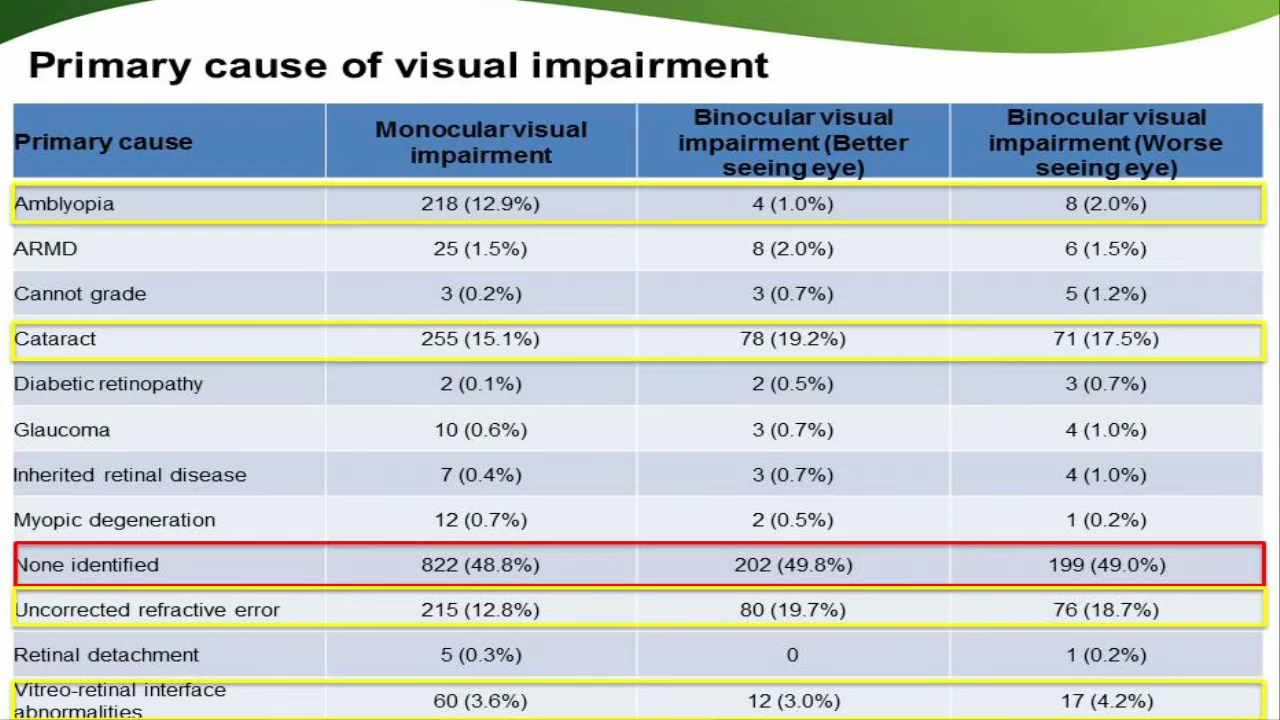 Primary cause of visual impairment
Primary cause
Monocular visual
impairment
Binocular visual
impairment (Better
seeing eye)
Binocular visual
impairment (Worse
seeing eye)
Amblyopia 218 (12.9%) 4 (1.0%) 8 (2.0%)
ARMD 25 (1.5%) 8 (2.0%) 6 (1.5%)
Cannot grade 3 (0.2%) 3 (0.7%) 5 (1.2%)
Cataract 255 (15.1%) 78 (19.2%) 71 (17.5%)
Diabetic retinopathy 2 (0.1%) 2 (0.5%) 3 (0.7%)
Glaucoma 10 (0.6%) 3 (0.7%) 4 (1.0%)
Inherited retinal disease 7 (0.4%) 3 (0.7%) 4 (1.0%)
Myopic degeneration 12 (0.7%) 2 (0.5%) 1 (0.2%)
None identified 822 (48.8%) 202 (49.8%) 199 (49.0%)
Uncorrected refractive error 215 (12.8%) 80 (19.7%) 76 (18.7%)
Retinal detachment 5 (0.3%) 0 1 (0.2%)
Vitreo-retinal interface
abnormalities 60 (3.6%) 12 (3.0%) 17 (4.2%)